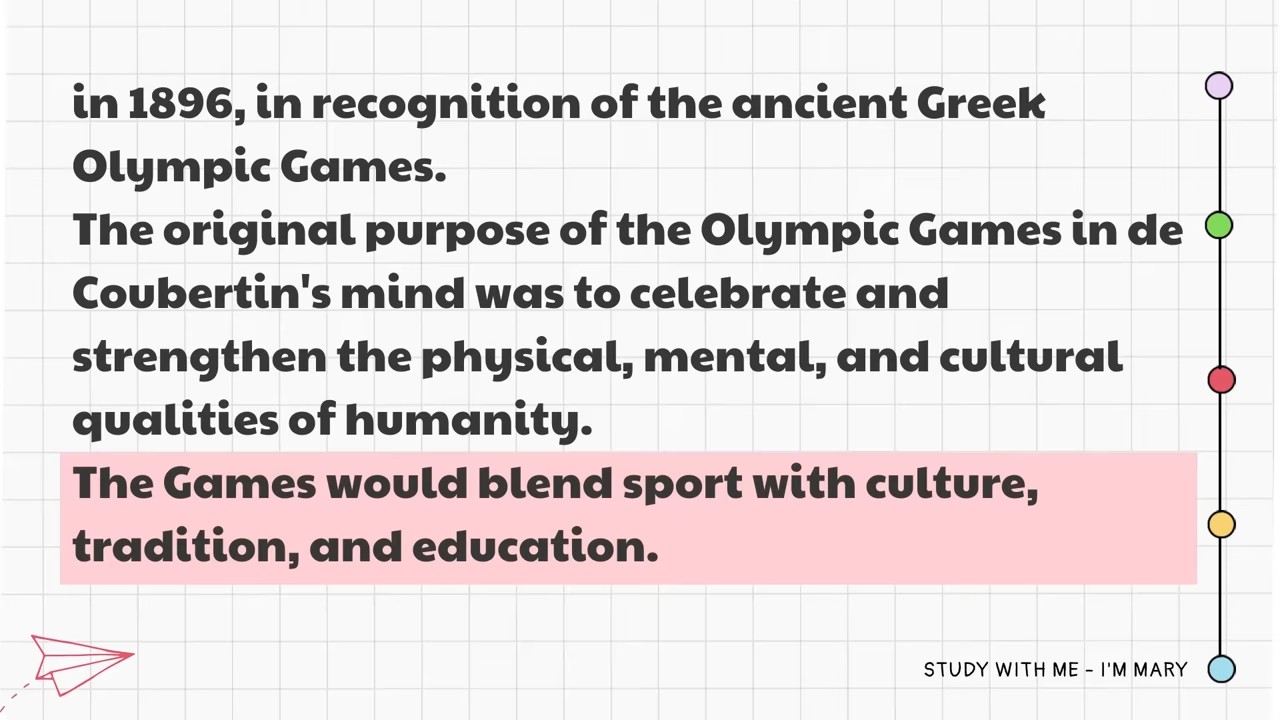 in 1896, in recognition of the ancient Greek
Olympic Games.
The original purpose of the Olympic Games in de
Coubertin's mind was to celebrate and
strengthen the physical, mental, and cultural
qualities of humanity.
The Games would blend sport with culture,
tradition, and education.
STUDY WITH ME - I'M MARY